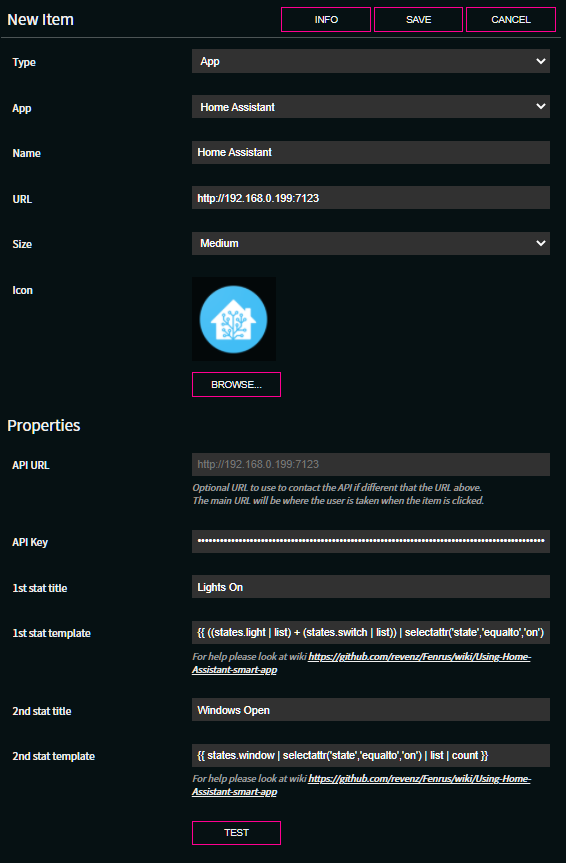 New Item
INFO
SAVE
CANCEL
Type
App
App
Home Assistant
Name
Home Assistant
URL
http://192.168.0.199:7123
Size
Medium
Icon
BROWSE...
Properties
API URL
http://192.168.0.199:7123
Optional URL to use to contact the API if different that the URL above.
The main URL will be where the user is taken when the item is clicked.
API Key
1st stat title
Lights On
1st stat template
{{ ((states.light | list) + (states.switch | list)) | selectattr('state','equalto','on')
For help please look at wiki https://github.com/revenz/Fenrus/wiki/Using-Home-
Assistant-smart-app
2nd stat title
Windows Open
2nd stat template
{{ states.window | selectattr('state','equalto','on') | list | count }}
For help please look at wiki https://github.com/revenz/Fenrus/wiki/Using-Home-
Assistant-smart-app
TEST